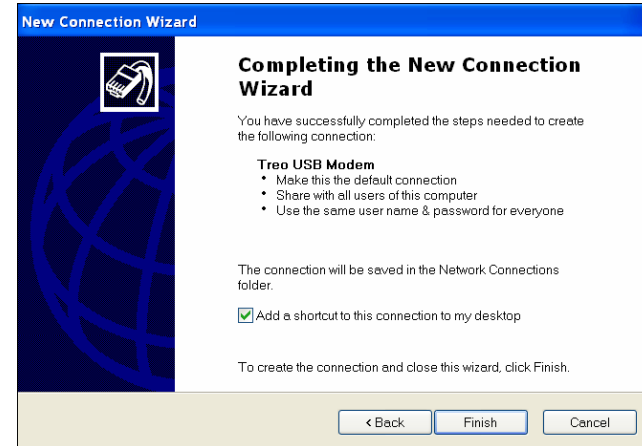 New Connection Wizard
Completing the New Connection
Wizard
You have successfully completed the steps needed to create
the following connection:
Treo USB Modem
• Make this the default connection
• Share with all users of this computer
• Use the same user name & password for everyone
The connection will be saved in the Network Connections
folder.
Add a shortcut to this connection to my desktop
To create the connection and close this wizard, click Finish.
< Back Finish Cancel